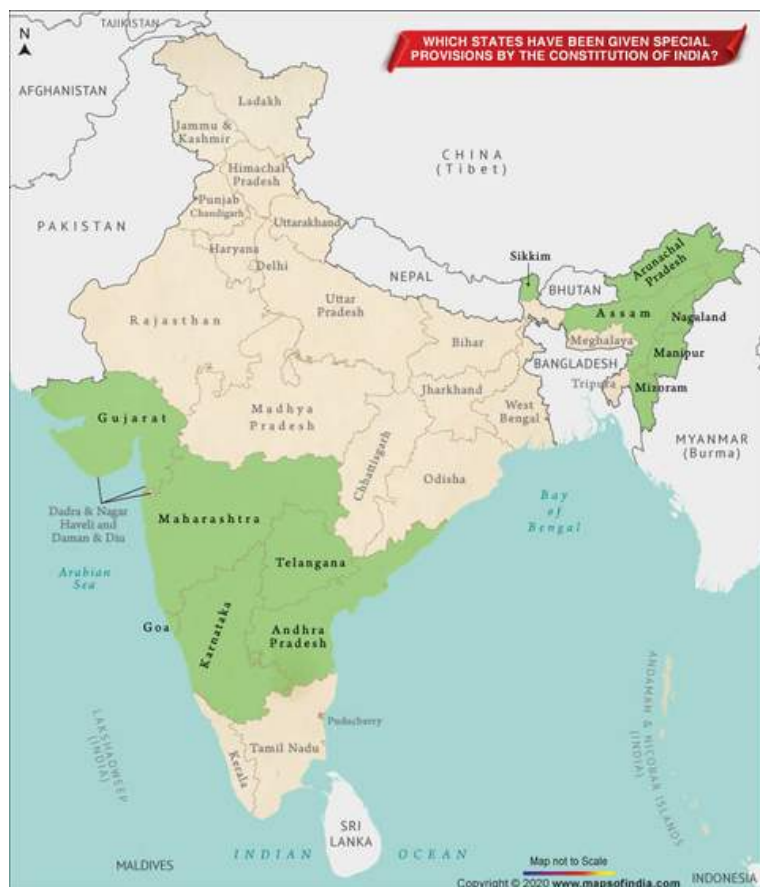 TAJIKISTAN
N
WHICH STATES HAVE BEEN GIVEN SPECIAL
PROVISIONS BY THE CONSTITUTION OF INDIA?
AFGHANISTAN
Ladakh
Jammu &
Kashmir
CHINA
(Tibet)
Himachal
Pradesh
Punjab
Chandigarh
PAKISTAN
Uttarakhand
Haryana
Delhi
Sikkim
Arunachal
Pradesh
NEPAL
BHUTAN
Uttar
Pradesh
Rajasthan
Assam
Nagaland
Bihar
Meghalaya
Manipur
BANGLADESH
Tripura
Mizoram
Jharkhand
Gujarat
Madhya
Pradesh
West
Bengal
MYANMAR
(Burma)
Chhattisgarh
Odisha
Dadra & Nagar
Haveli and
Daman & Diu
Maharashtra
Bay
of
Bengal
Arabian
Sea
Telangana
Goa
Karnataka
Andhra
Pradesh
ANDAMAN & NICOBAR ISLANDS
(INDIA)
LAKSHADWEEP
(INDIA)
Puducherry
Kerala
Tamil Nadu
SRI
LANKA
INDIAN OCEAN
MALDIVES
Map not to Scale
Copyright © 2020 www.mapsofindia.com
INDONESIA